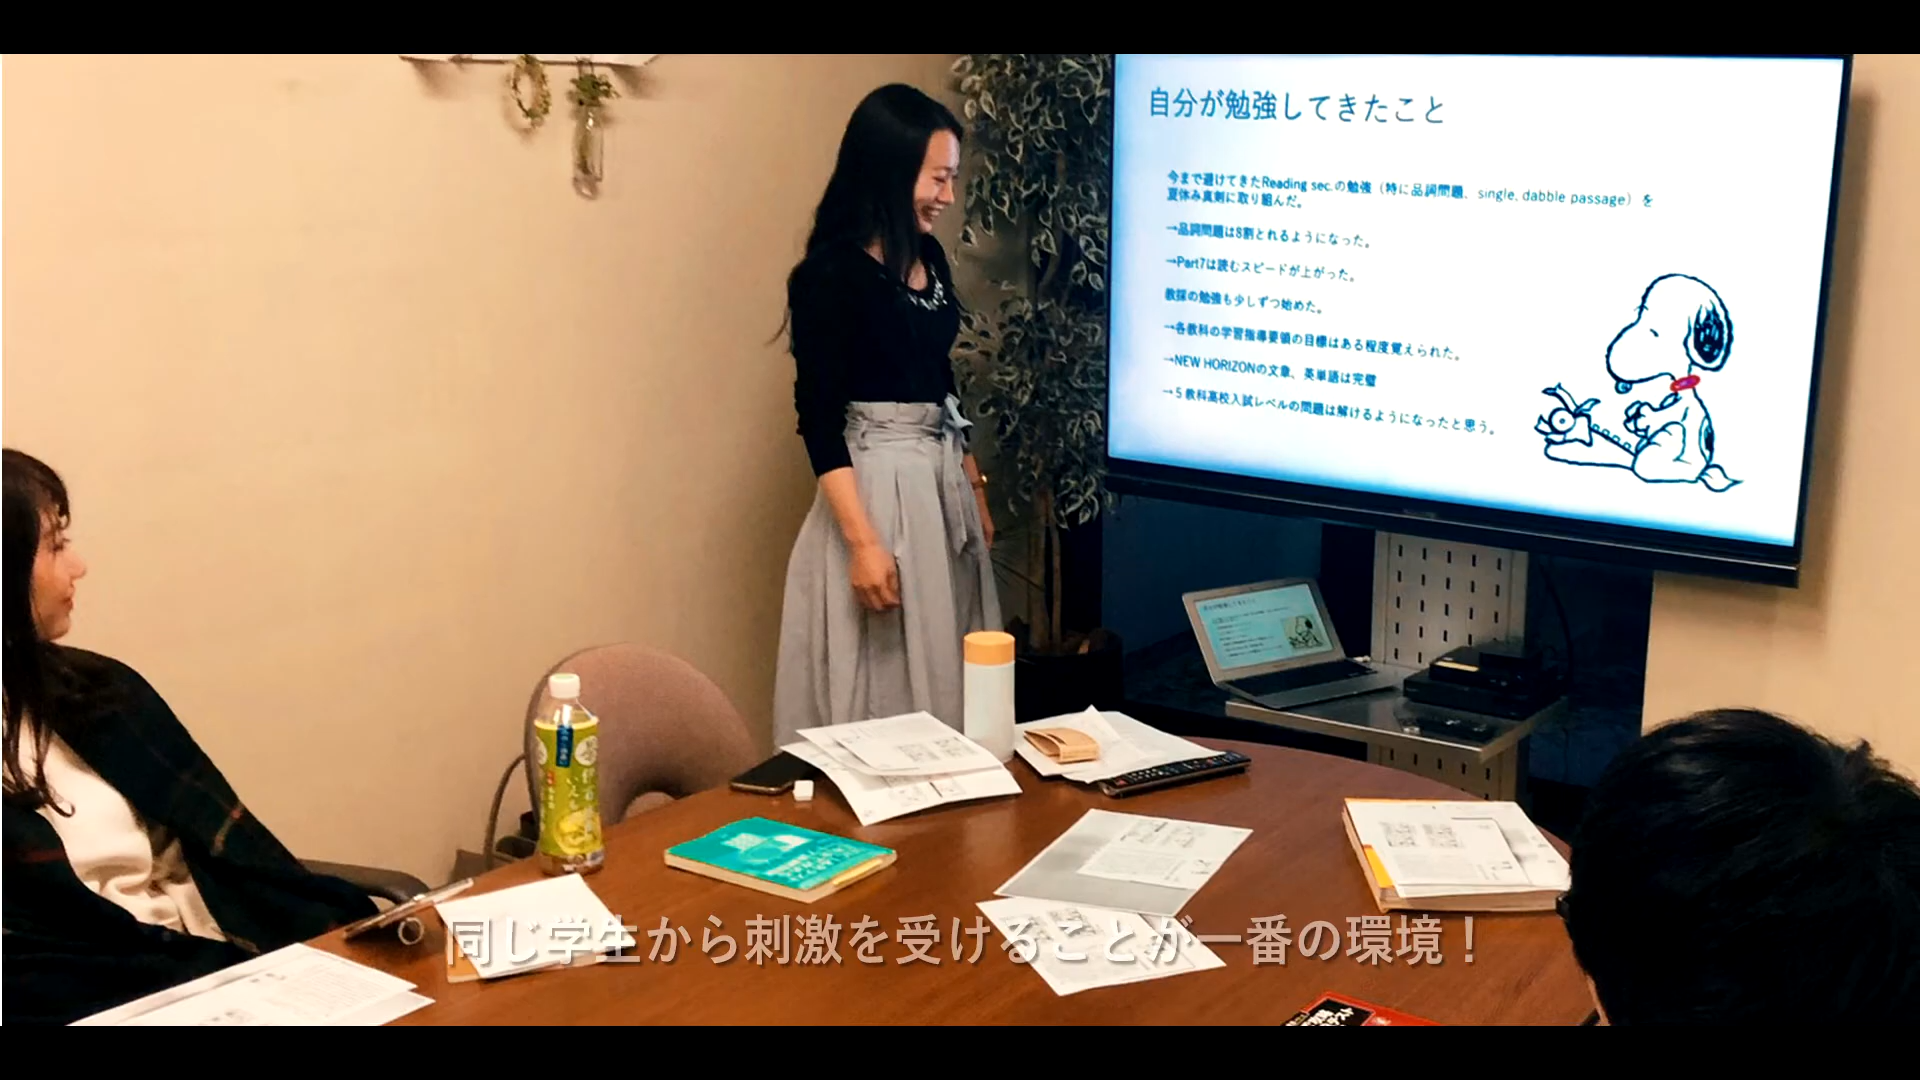 自分が勉強してきたこと
今まで避けてきたReading sec.の勉強（特に品詞問題、single, dabble passage）を
夏休み真剣に取り組んだ。
→品詞問題は8割とれるようになった。
→Part7は読むスピードが上がった。
教採の勉強も少しずつ始めた。
→各教科の学習指導要領の目標はある程度覚えられた。
→NEW HORIZONの文章、英単語は完璧
→５教科高校入試レベルの問題は解けるようになったと思う。
同じ学生から刺激を受けることが一番の環境！